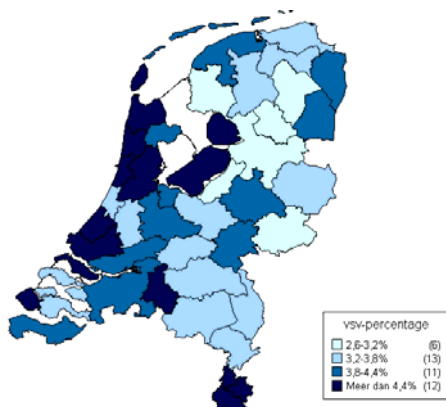 vsv-percentage
2,6-3,2% (6)
3,2-3,8% (13)
3,8-4,4% (11)
Meer dan 4,4% (12)